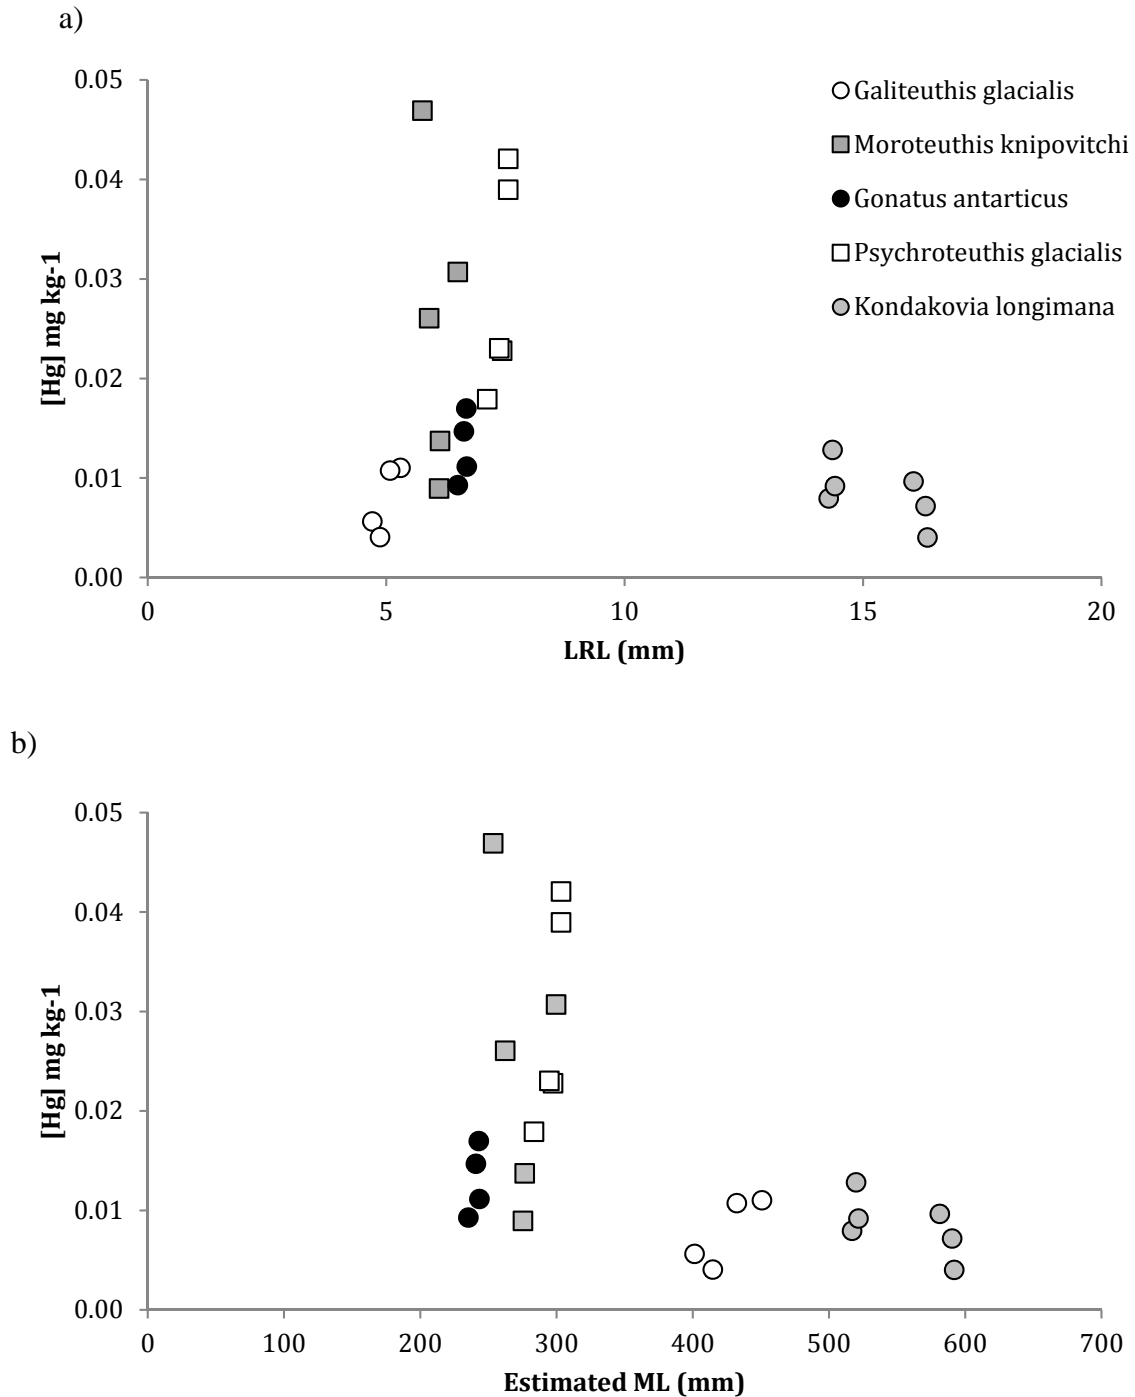 a)
0.05
0.04
0.03
0.02
0.01
0.00
[Hg] mg kg-1
0 5 10 15 20
LRL (mm)
Galiteuthis glacialis
Moroteuthis knipovitchi
Gonatus antarticus
Psychroteuthis glacialis
Kondakovia longimana
b)
0.05
0.04
0.03
0.02
0.01
0.00
[Hg] mg kg-1
0 100 200 300 400 500 600 700
Estimated ML (mm)